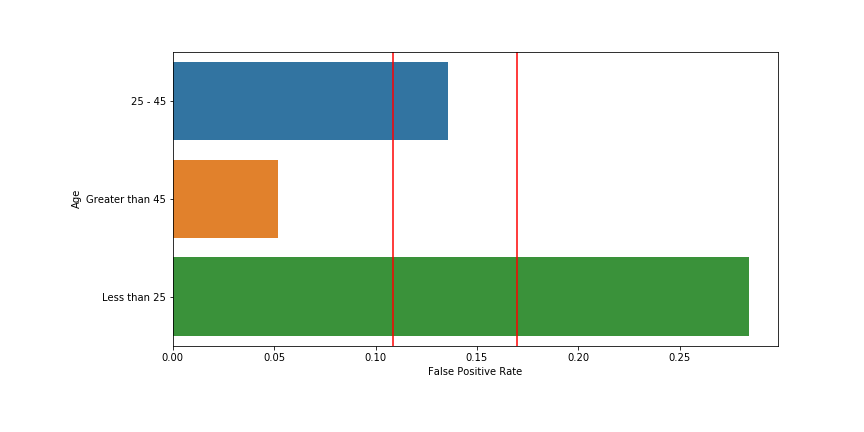 25 - 45
Greater than 45
Less than 25
Age
0.00 0.05 0.10 0.15 0.20 0.25
False Positive Rate